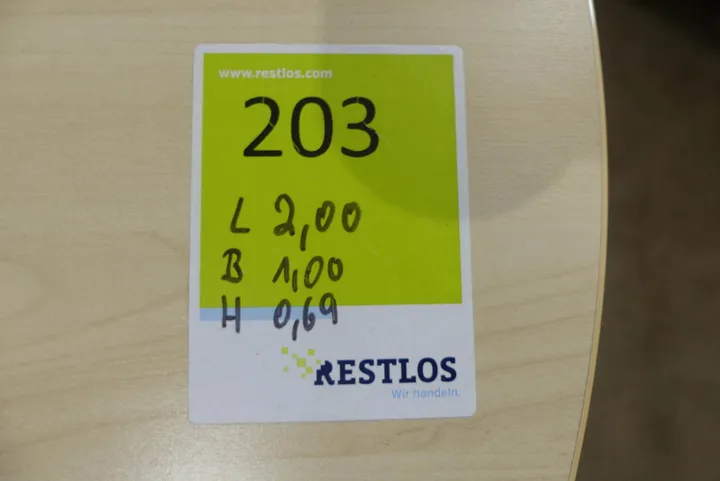 www.restlos.com
203
L 2,00
B 1,00
H 0,69
RESTLOS
Wir handeln.